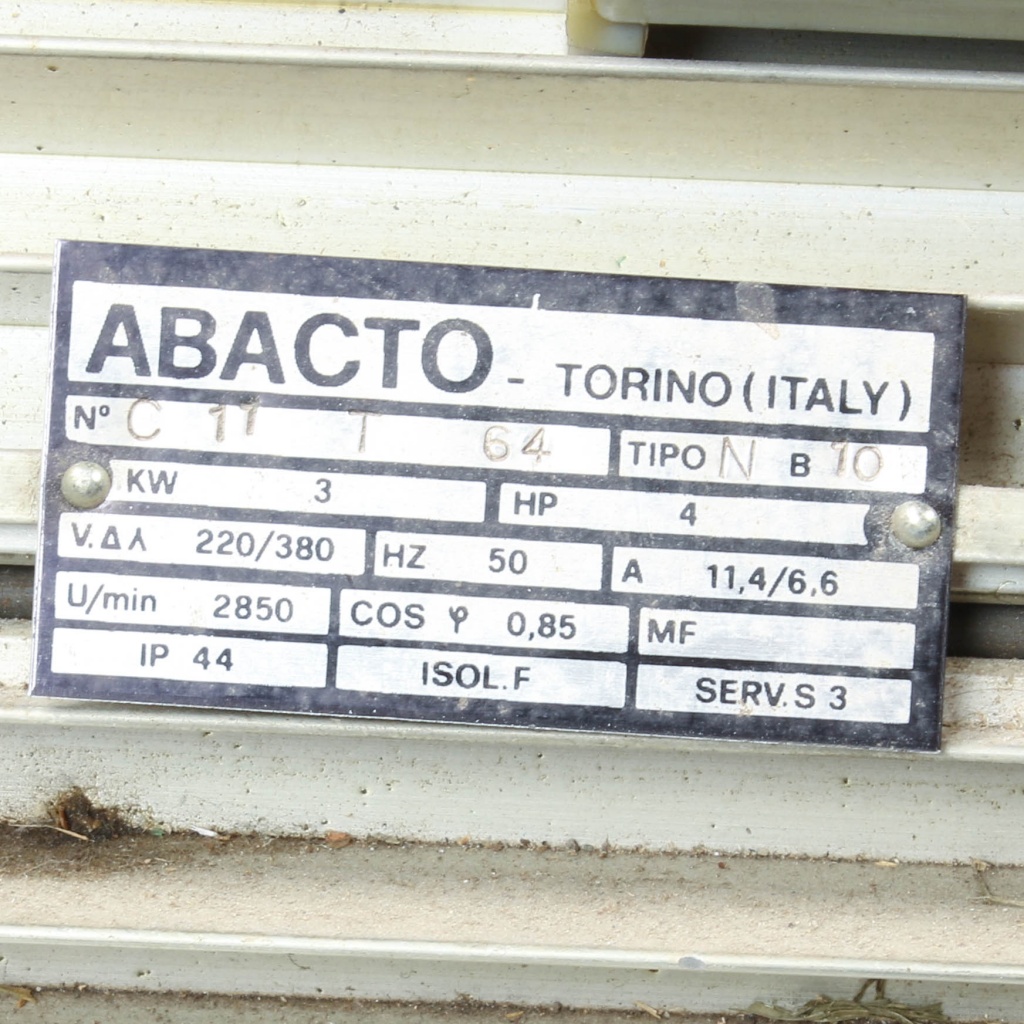 ABACTO - TORINO (ITALY)
Nº C 11 T 64 TIPO N B 10
KW 3 HP 4
V. Δ⅄ 220/380 HZ 50 A 11,4/6,6
U/min 2850 COS φ 0,85 MF
IP 44 ISOL. F SERV. S 3